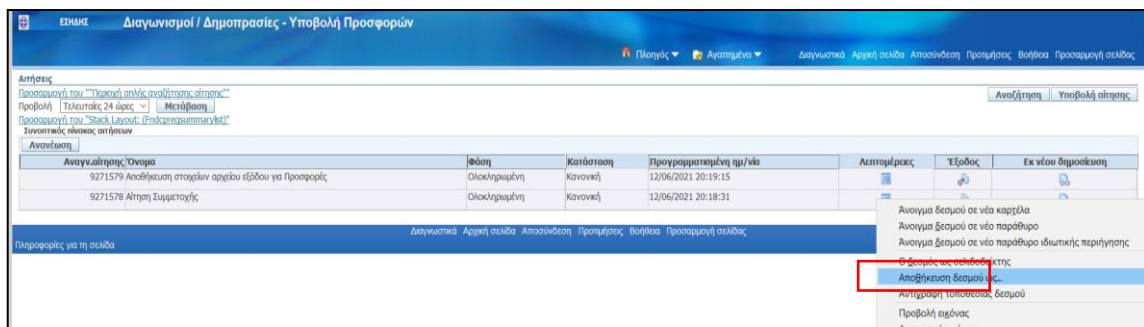 ΕΣΗΔΗΣ Διαγωνισμοί / Δημοπρασίες - Υποβολή Προσφορών
Πλοηγός Αγαπημένα Διαγνωστικά Αρχική σελίδα Αποσύνδεση Προτιμήσεις Βοήθεια Προσαρμογή σελίδας
Αιτήσεις
Προσαρμογή του ""Περιοχή απλής αναζήτησης αίτησης""
Αναζήτηση Υποβολή αίτησης
Προβολή Τελευταίες 24 ώρες Μετάβαση
Προσαρμογή του "Stack Layout: (Fndcpreqsummarylist)"
Συνοπτικός πίνακας αιτήσεων
Ανανέωση
Αναγν.αίτησης Όνομα Φάση Κατάσταση Προγραμματισμένη ημ/νία Λεπτομέρειες Έξοδος Εκ νέου δημοσίευση
9271579 Αποθήκευση στοιχείων αρχείου εξόδου για Προσφορές Ολοκληρωμένη Κανονική 12/06/2021 20:19:15
9271578 Αίτηση Συμμετοχής Ολοκληρωμένη Κανονική 12/06/2021 20:18:31
Διαγνωστικά Αρχική σελίδα Αποσύνδεση Προτιμήσεις Βοήθεια Προσαρμογή σελίδας
Πληροφορίες για τη σελίδα
Άνοιγμα δεσμού σε νέα καρτέλα
Άνοιγμα δεσμού σε νέο παράθυρο
Άνοιγμα δεσμού σε νέο παράθυρο ιδιωτικής περιήγησης
Ο δεσμός ως σελιδοδείκτης
Αποθήκευση δεσμού ως...
Αντιγραφή τοποθεσίας δεσμού
Προβολή εικόνας